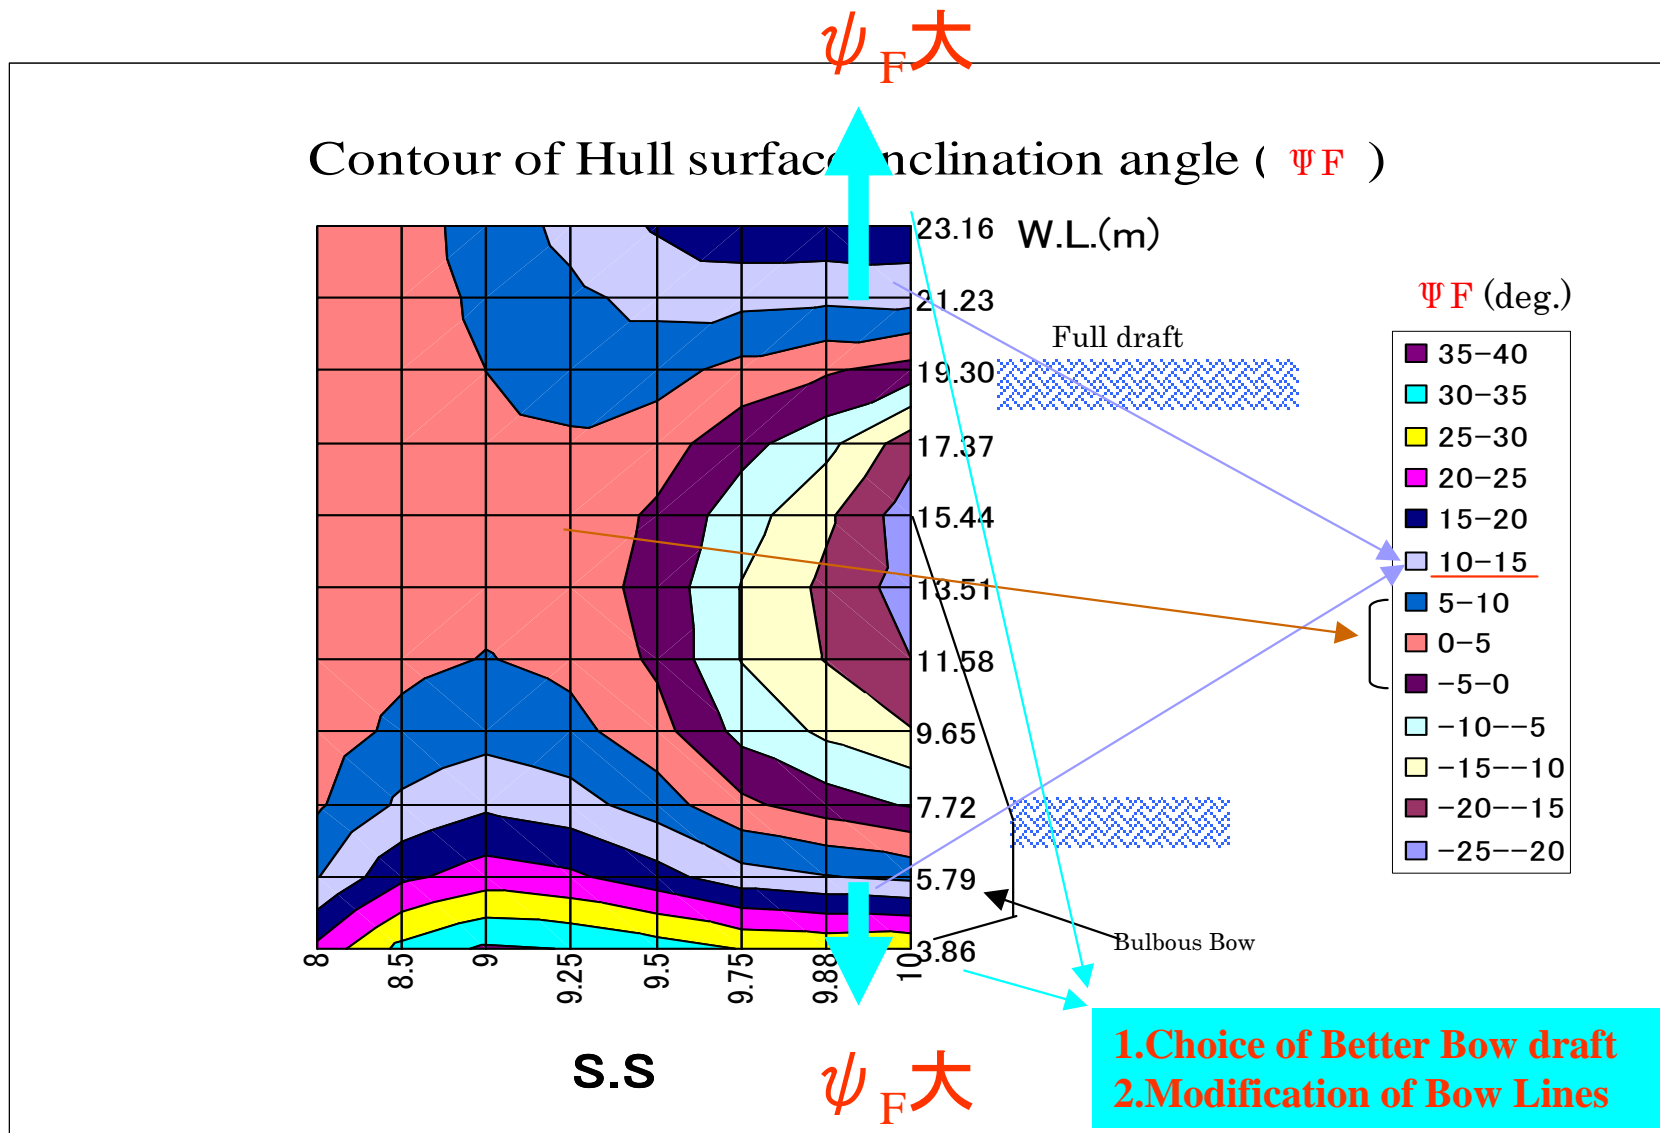 ψF大
Contour of Hull surface inclination angle ( ΨF )
23.16 W.L.(m)
21.23
19.30
17.37
15.44
13.51
11.58
9.65
7.72
5.79
3.86
Full draft
Bulbous Bow
ΨF (deg.)
35-40
30-35
25-30
20-25
15-20
10-15
5-10
0-5
-5-0
-10--5
-15--10
-20--15
-25--20
8 8.5 9 9.25 9.5 9.75 9.88 10
S.S
ψF大
1.Choice of Better Bow draft
2.Modification of Bow Lines